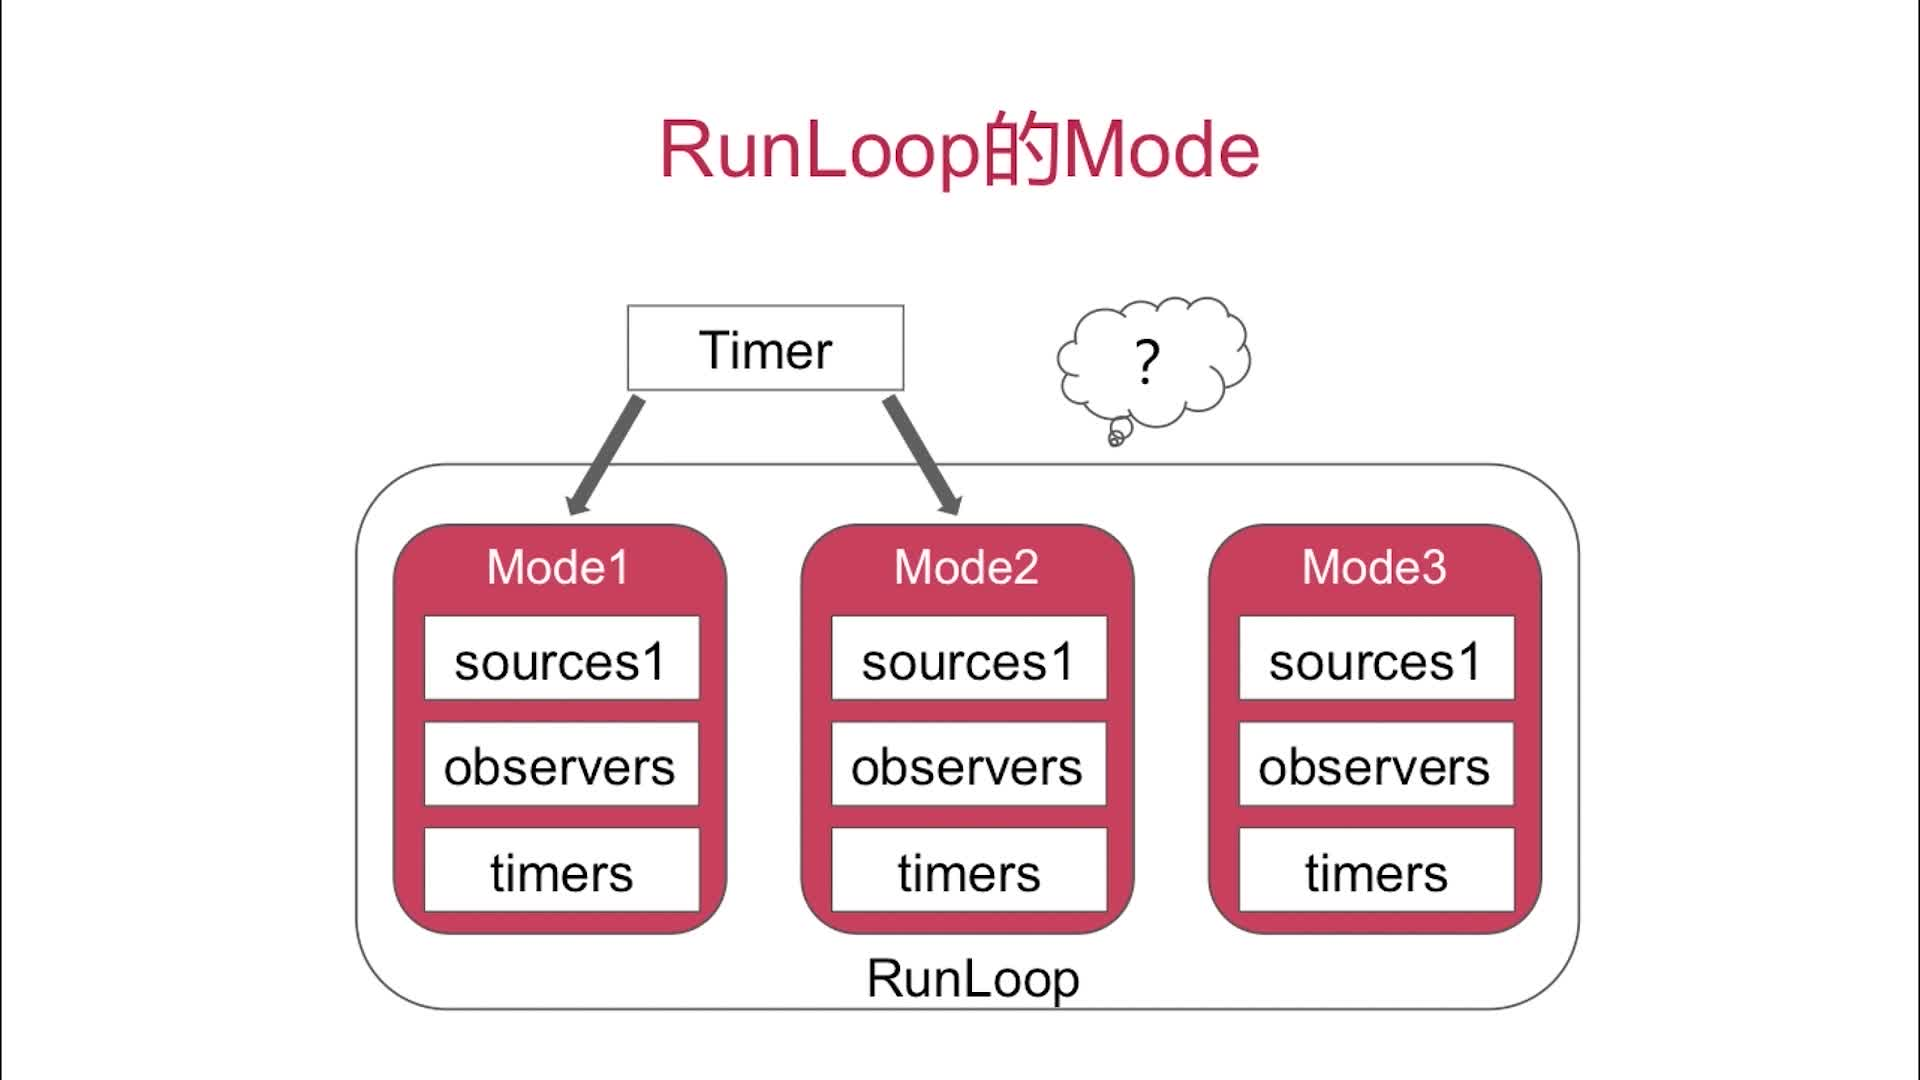 RunLoop的Mode
Timer
?
Mode1
sources1
observers
timers
Mode2
sources1
observers
timers
Mode3
sources1
observers
timers
RunLoop